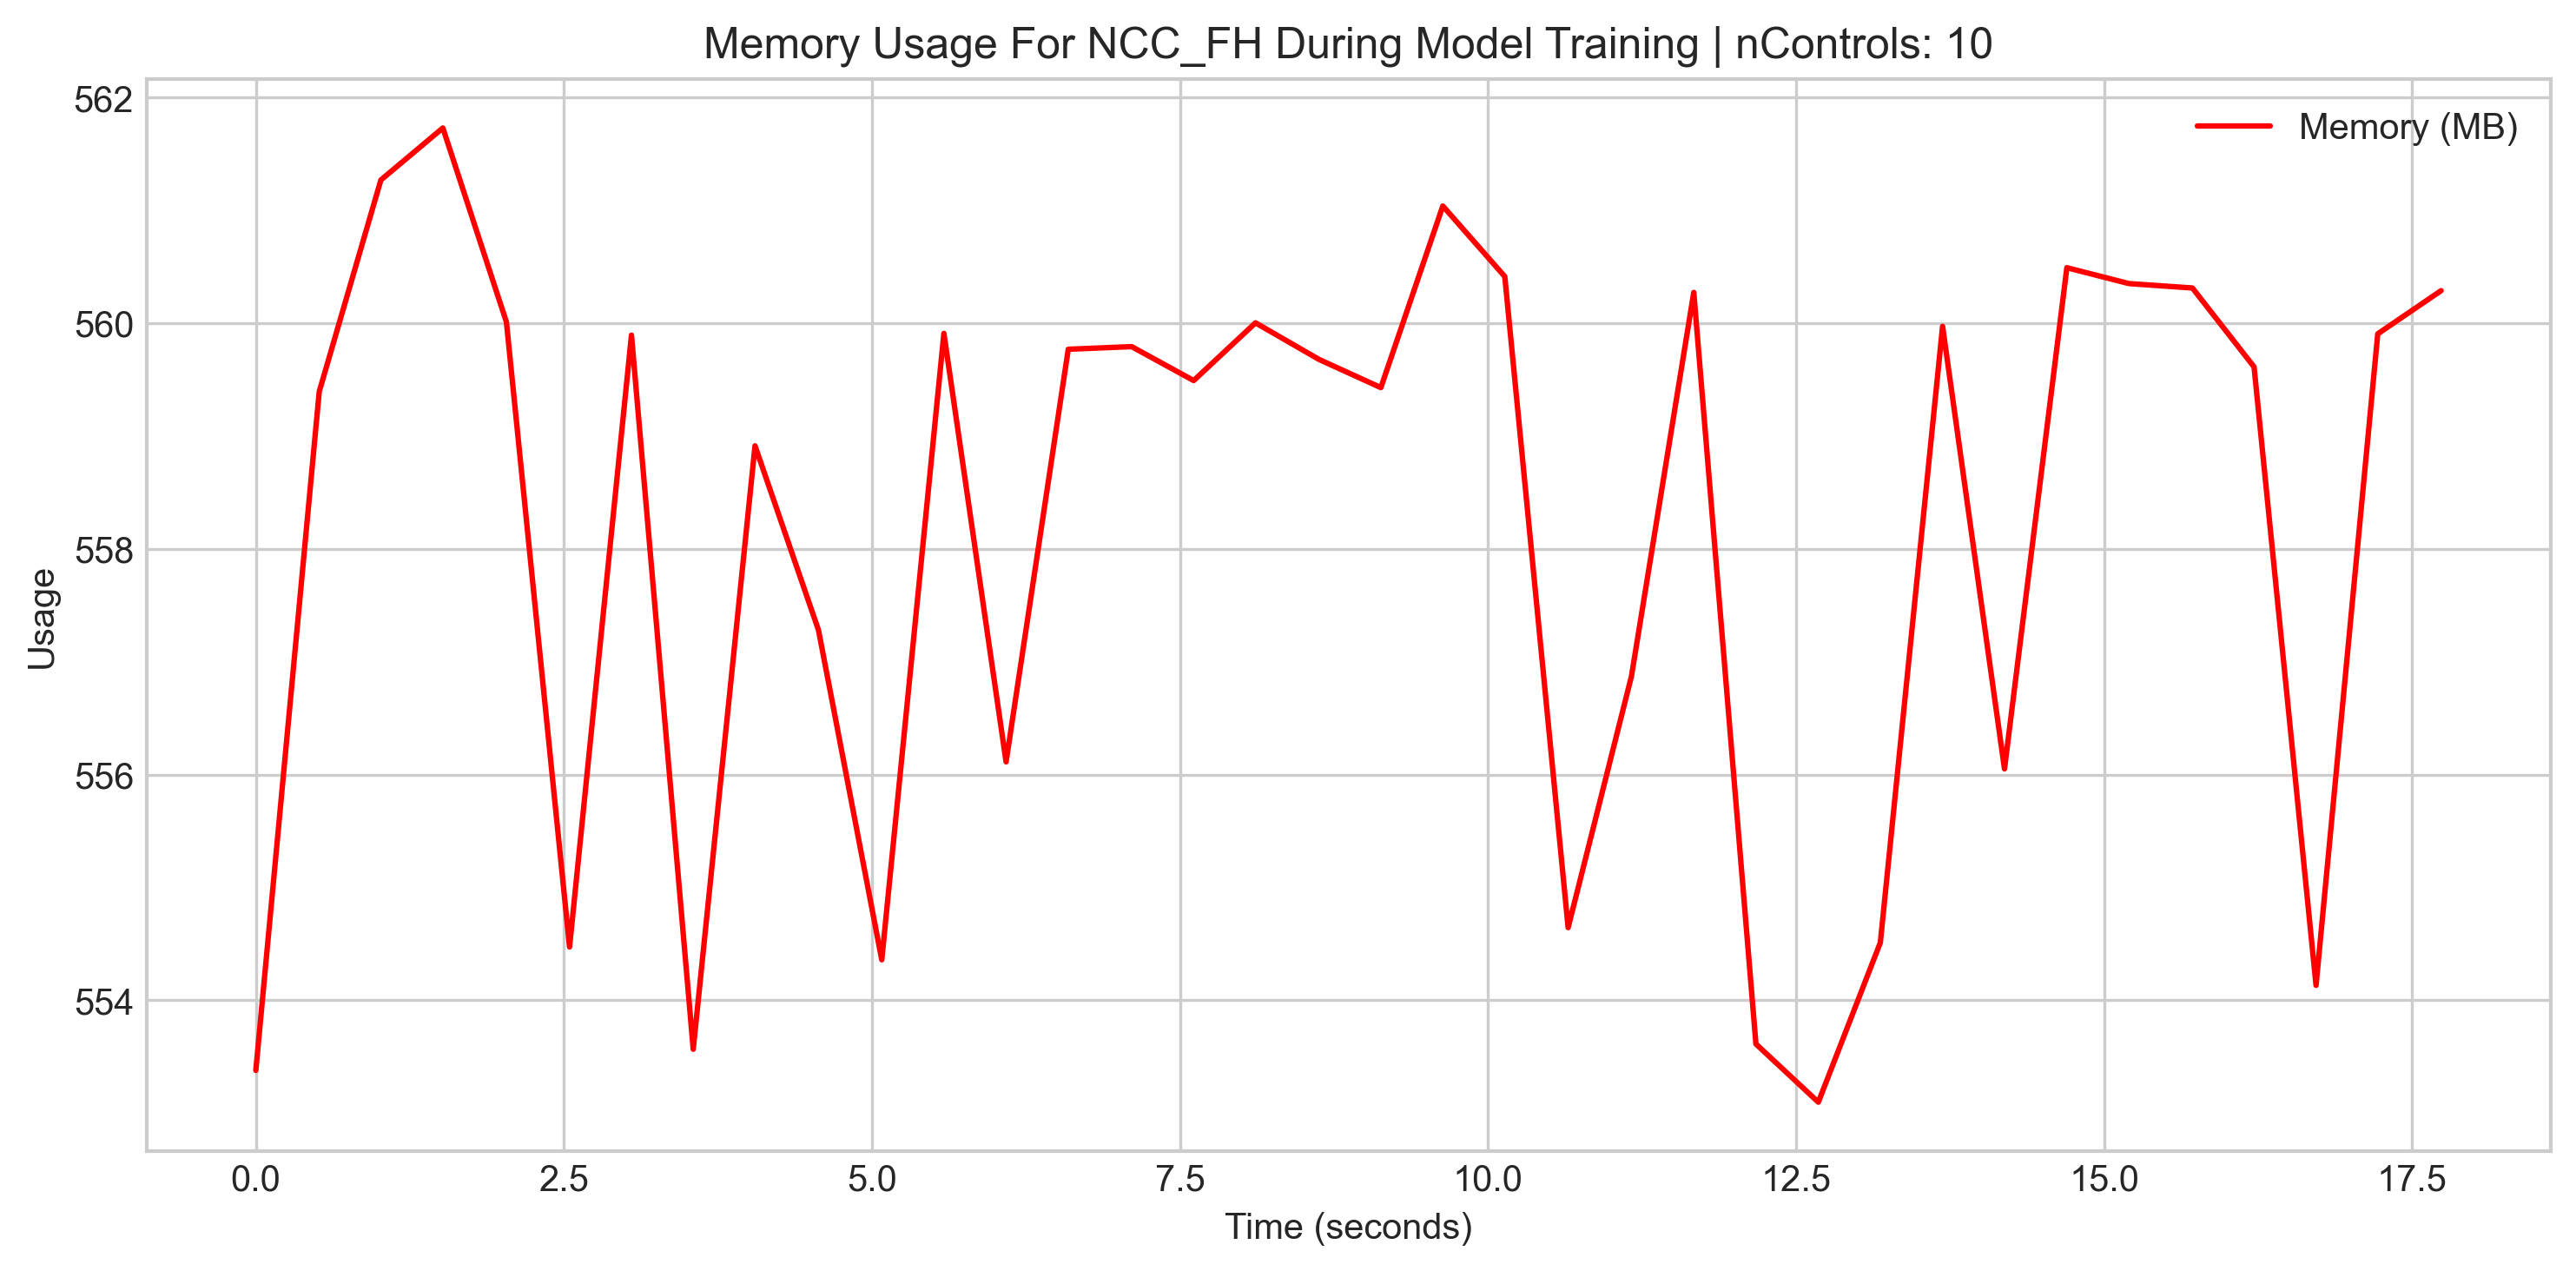 Memory Usage For NCC_FH During Model Training | nControls: 10
Memory (MB)
Usage
562
560
558
556
554
0.0 2.5 5.0 7.5 10.0 12.5 15.0 17.5
Time (seconds)